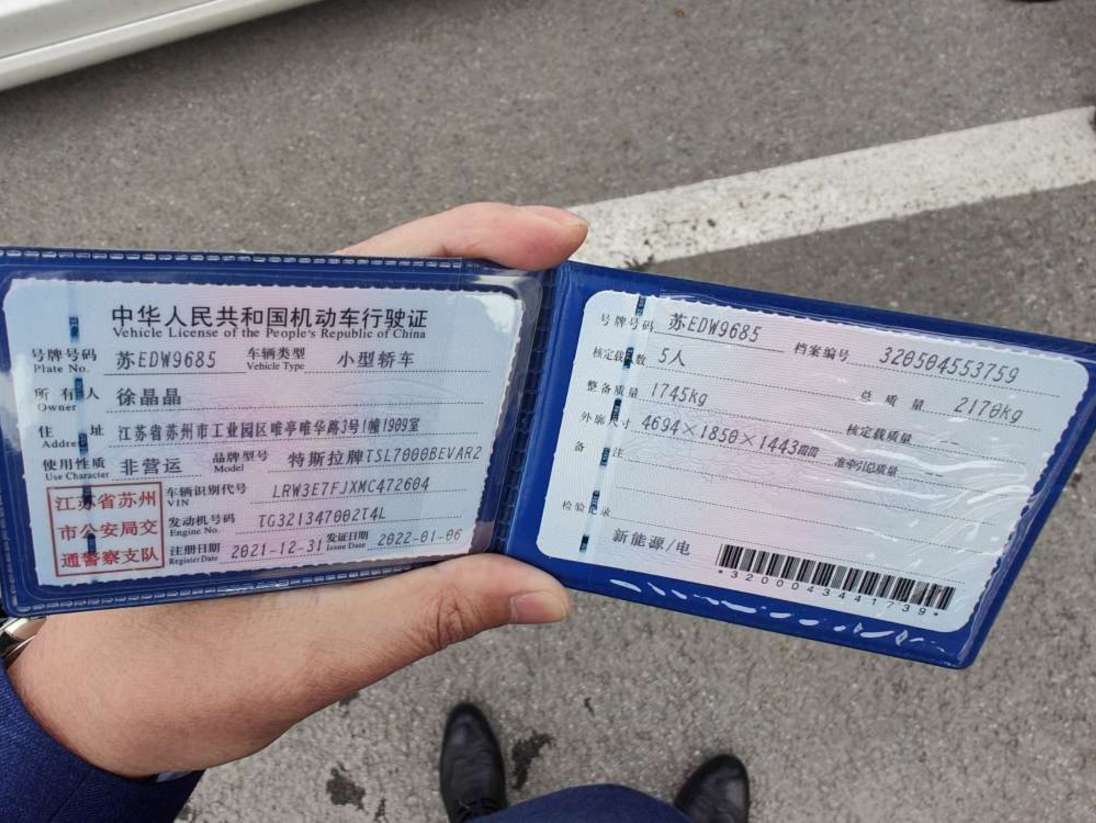 中华人民共和国机动车行驶证
Vehicle License of the People's Republic of China
号牌号码 苏EDW9685 车辆类型 小型轿车
Plate No. Vehicle Type
所有人 徐晶晶
Owner
住址 江苏省苏州市工业园区唯亭唯华路3号1幢1909室
Address
使用性质 非营运 品牌型号 特斯拉牌TSL7000BEVAR2
Use Character Model
江苏省苏州
市公安局交
通警察支队
车辆识别代号 LRW3E7FJXMC472604
VIN
发动机号码 TG321347002T4L
Engine No.
注册日期 2021-12-31 发证日期 2022-01-06
Register Date Issue Date
号牌号码 苏EDW9685 档案编号 320504553759
核定载人数 5人
整备质量 1745kg 总质量 2170kg
外廓尺寸 4694×1850×1443mm 核定载质量 --
备注 准牵引总质量 --
检验记录
新能源/电
*3200043441739*